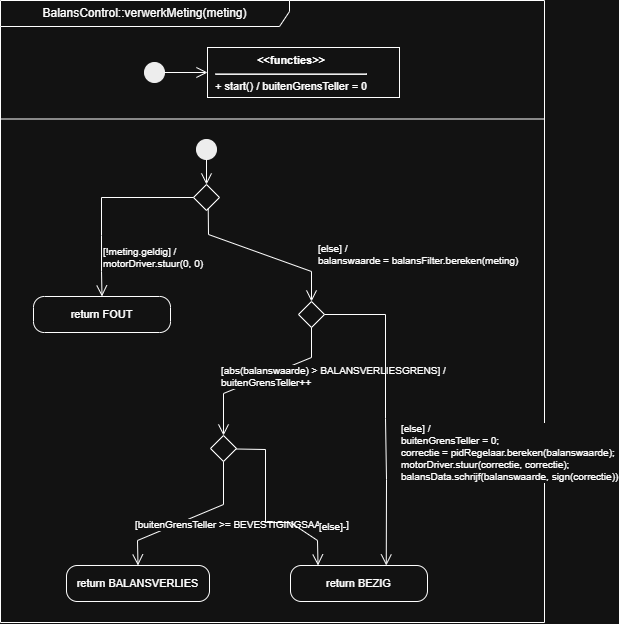 BalansControl::verwerkMeting(meting)
<<functies>>
+ start() / buitenGrensTeller = 0
[!meting.geldig] /
motorDriver.stuur(0, 0)
[else] /
balanswaarde = balansFilter.bereken(meting)
return FOUT
[abs(balanswaarde) > BALANSVERLIESGRENS] /
buitenGrensTeller++
[else] /
buitenGrensTeller = 0;
correctie = pidRegelaar.bereken(balanswaarde);
motorDriver.stuur(correctie, correctie);
balansData.schrijf(balanswaarde, sign(correctie))
[buitenGrensTeller >=
[else]
return BALANSVERLIES
return BEZIG